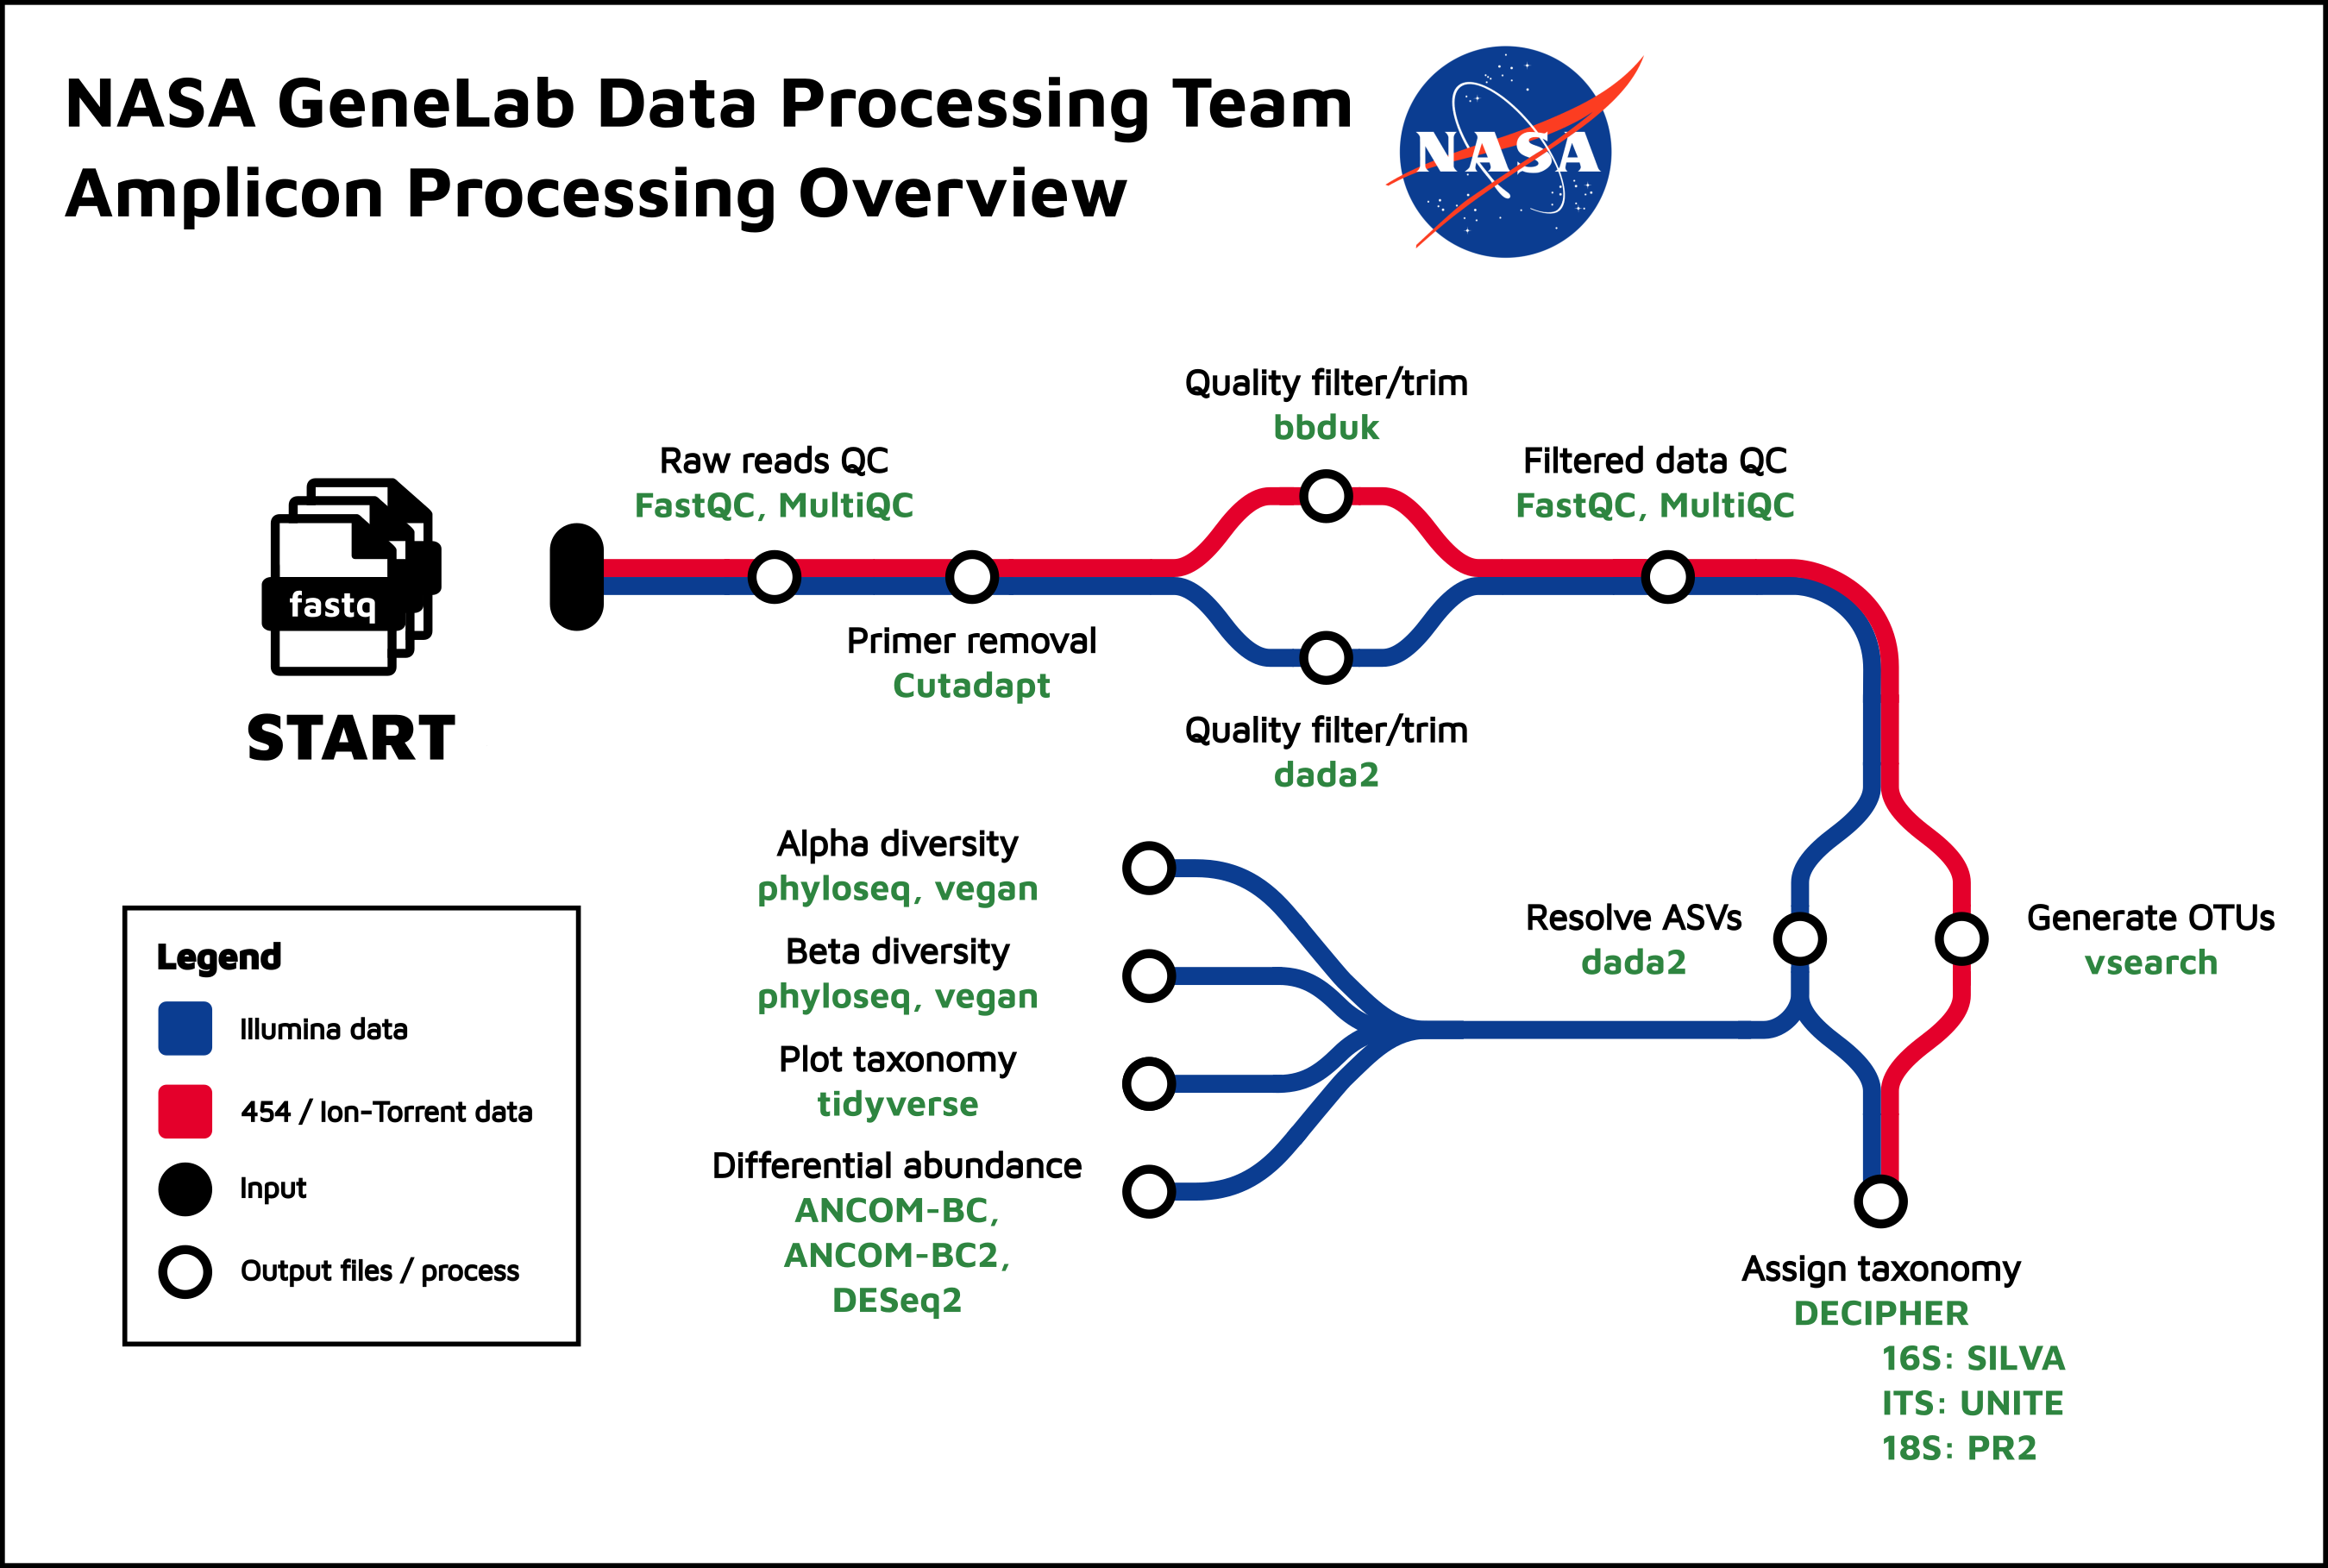 NASA GeneLab Data Processing Team
Amplicon Processing Overview
NASA
fastq
START
Raw reads QC
FastQC, MultiQC
Primer removal
Cutadapt
Quality filter/trim
bbduk
Quality filter/trim
dada2
Filtered data QC
FastQC, MultiQC
Resolve ASVs
dada2
Generate OTUs
vsearch
Assign taxonomy
DECIPHER
16S: SILVA
ITS: UNITE
18S: PR2
Alpha diversity
phyloseq, vegan
Beta diversity
phyloseq, vegan
Plot taxonomy
tidyverse
Differential abundance
ANCOM-BC,
ANCOM-BC2,
DESeq2
Legend
Illumina data
454 / Ion-Torrent data
Input
Output files / process